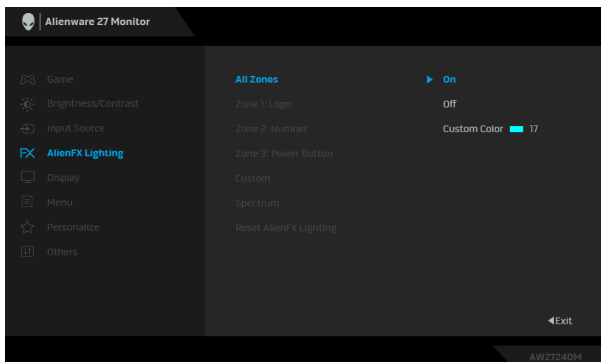 Alienware 27 Monitor
Game
Brightness/Contrast
Input Source
FX AlienFX Lighting
Display
Menu
Personalize
Others
All Zones
Zone 1: Logo
Zone 2: Number
Zone 3: Power Button
Custom
Spectrum
Reset AlienFX Lighting
On
Off
Custom Color 17
Exit
AW2724DM